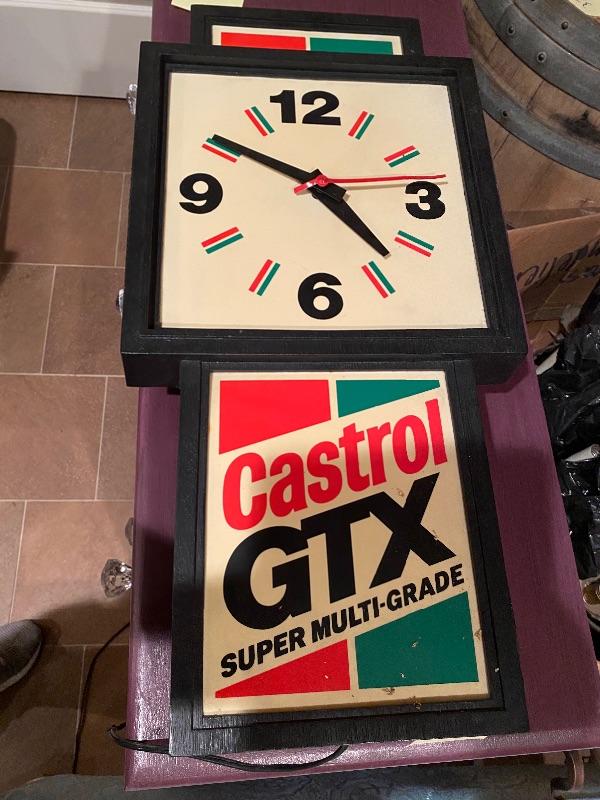 12
9
3
6
Castrol
GTX
SUPER MULTI-GRADE